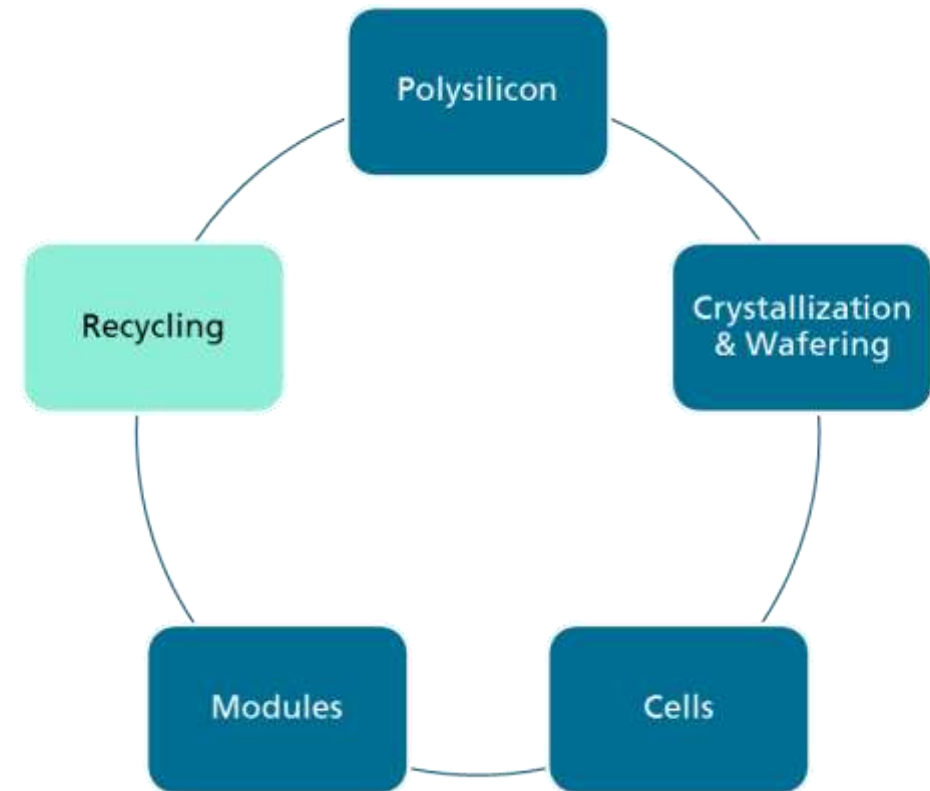 Polysilicon
Crystallization
& Wafering
Cells
Modules
Recycling